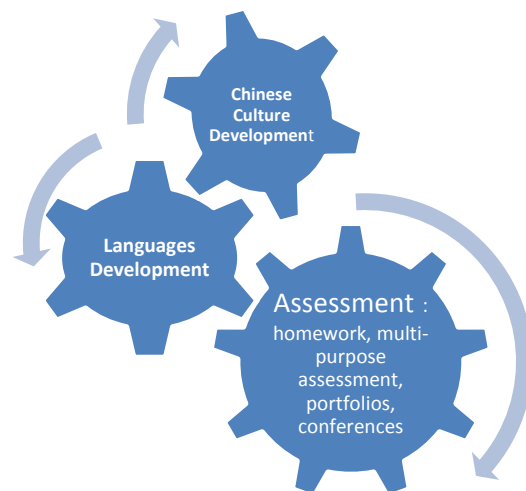 Chinese
Culture
Development
Languages
Development
Assessment :
homework, multi-
purpose
assessment,
portfolios,
conferences